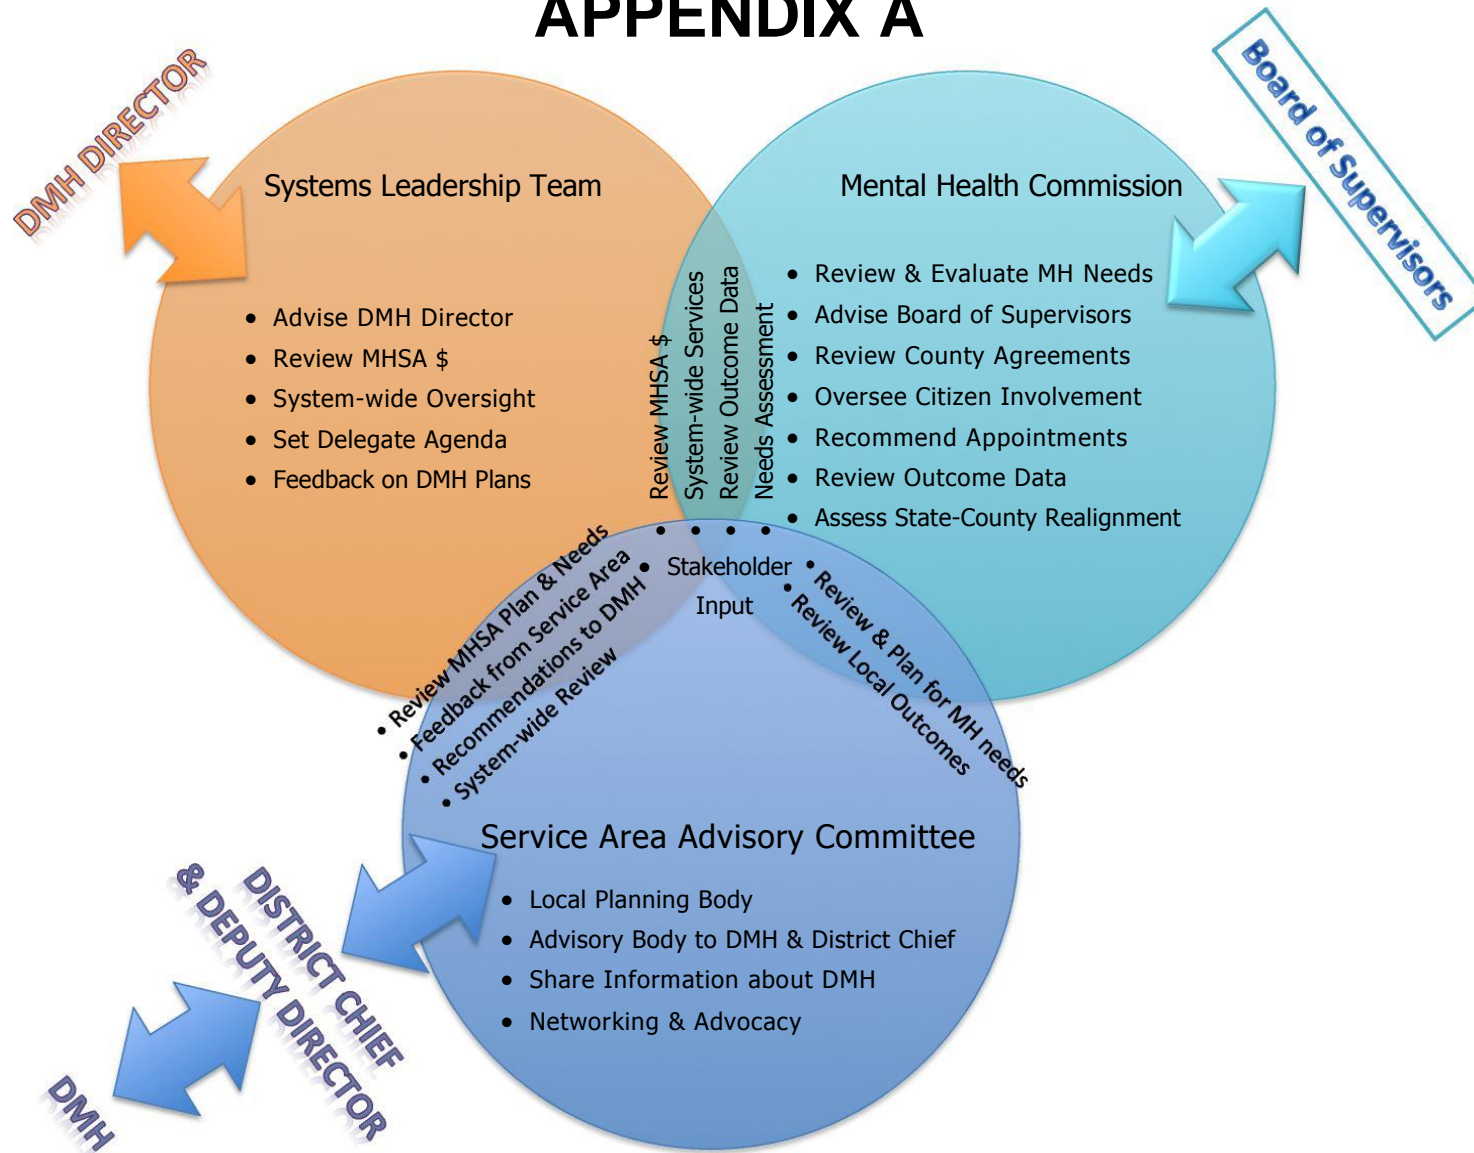 APPENDIX A
DMH DIRECTOR
Board of Supervisors
Systems Leadership Team
• Advise DMH Director
• Review MHSA $
• System-wide Oversight
• Set Delegate Agenda
• Feedback on DMH Plans
Mental Health Commission
• Review & Evaluate MH Needs
• Advise Board of Supervisors
• Review County Agreements
• Oversee Citizen Involvement
• Recommend Appointments
• Review Outcome Data
• Assess State-County Realignment
• Review MHSA $
• System-wide Services
• Review Outcome Data
• Needs Assessment
• Stakeholder
Input
• Review MHSA Plan & Needs
• Feedback from Service Area
• Recommendations to DMH
• System-wide Review
• Review & Plan for MH needs
• Review Local Outcomes
Service Area Advisory Committee
• Local Planning Body
• Advisory Body to DMH & District Chief
• Share Information about DMH
• Networking & Advocacy
DISTRICT CHIEF
& DEPUTY DIRECTOR
DMH